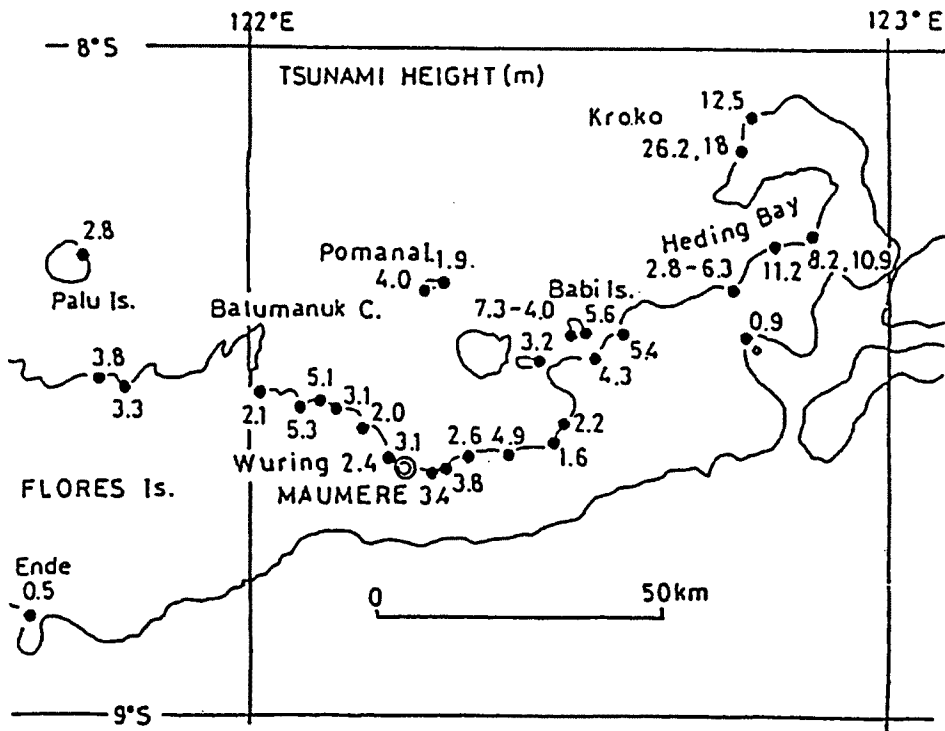 122°E
123°E
8°S
TSUNAMI HEIGHT (m)
Kroko
12.5
26.2, 18
2.8
Palu Is.
Pomanal.
1.9.
4.0
Heding Bay
2.8-6.3
11.2
8.2, 10.9
Balumanuk C.
7.3-4.0
Babi Is.
5.6
5.4
0.9
3.2
4.3
3.8
3.3
2.1
5.1
5.3
3.1
2.0
3.1
Wuring 2.4
2.6 4.9
2.2
1.6
MAUMERE 3.4
3.8
FLORES Is.
Ende
0.5
0
50km
9°S